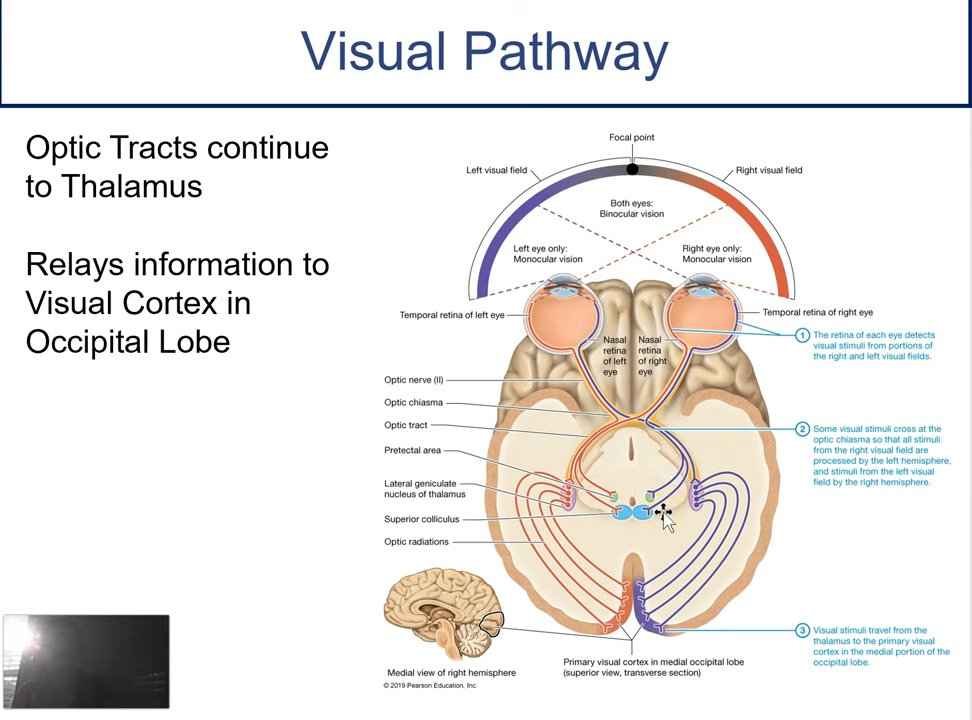 Visual Pathway
Optic Tracts continue
to Thalamus
Relays information to
Visual Cortex in
Occipital Lobe
Focal point
Left visual field
Right visual field
Both eyes:
Binocular vision
Left eye only:
Monocular vision
Right eye only:
Monocular vision
Temporal retina of left eye
Temporal retina of right eye
Nasal
retina
of left
eye
Nasal
retina
of right
eye
1 The retina of each eye detects
visual stimuli from portions of
the right and left visual fields.
Optic nerve (II)
Optic chiasma
Optic tract
Pretectal area
Lateral geniculate
nucleus of thalamus
Superior colliculus
Optic radiations
2 Some visual stimuli cross at the
optic chiasma so that all stimuli
from the right visual field are
processed by the left hemisphere,
and stimuli from the left visual
field by the right hemisphere.
3 Visual stimuli travel from the
thalamus to the primary visual
cortex in the medial portion of the
occipital lobe.
Primary visual cortex in medial occipital lobe
(superior view, transverse section)
Medial view of right hemisphere
© 2019 Pearson Education, Inc.